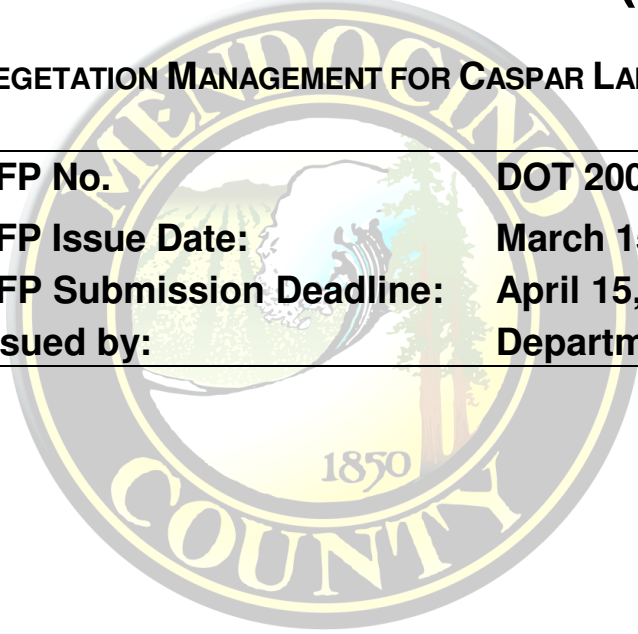 (
EGETATION MANAGEMENT FOR CASPAR LA
FP No. DOT 200
FP Issue Date: March 1
FP Submission Deadline: April 15,
ssued by: Departm
MENDOCINO
1850
COUNTY